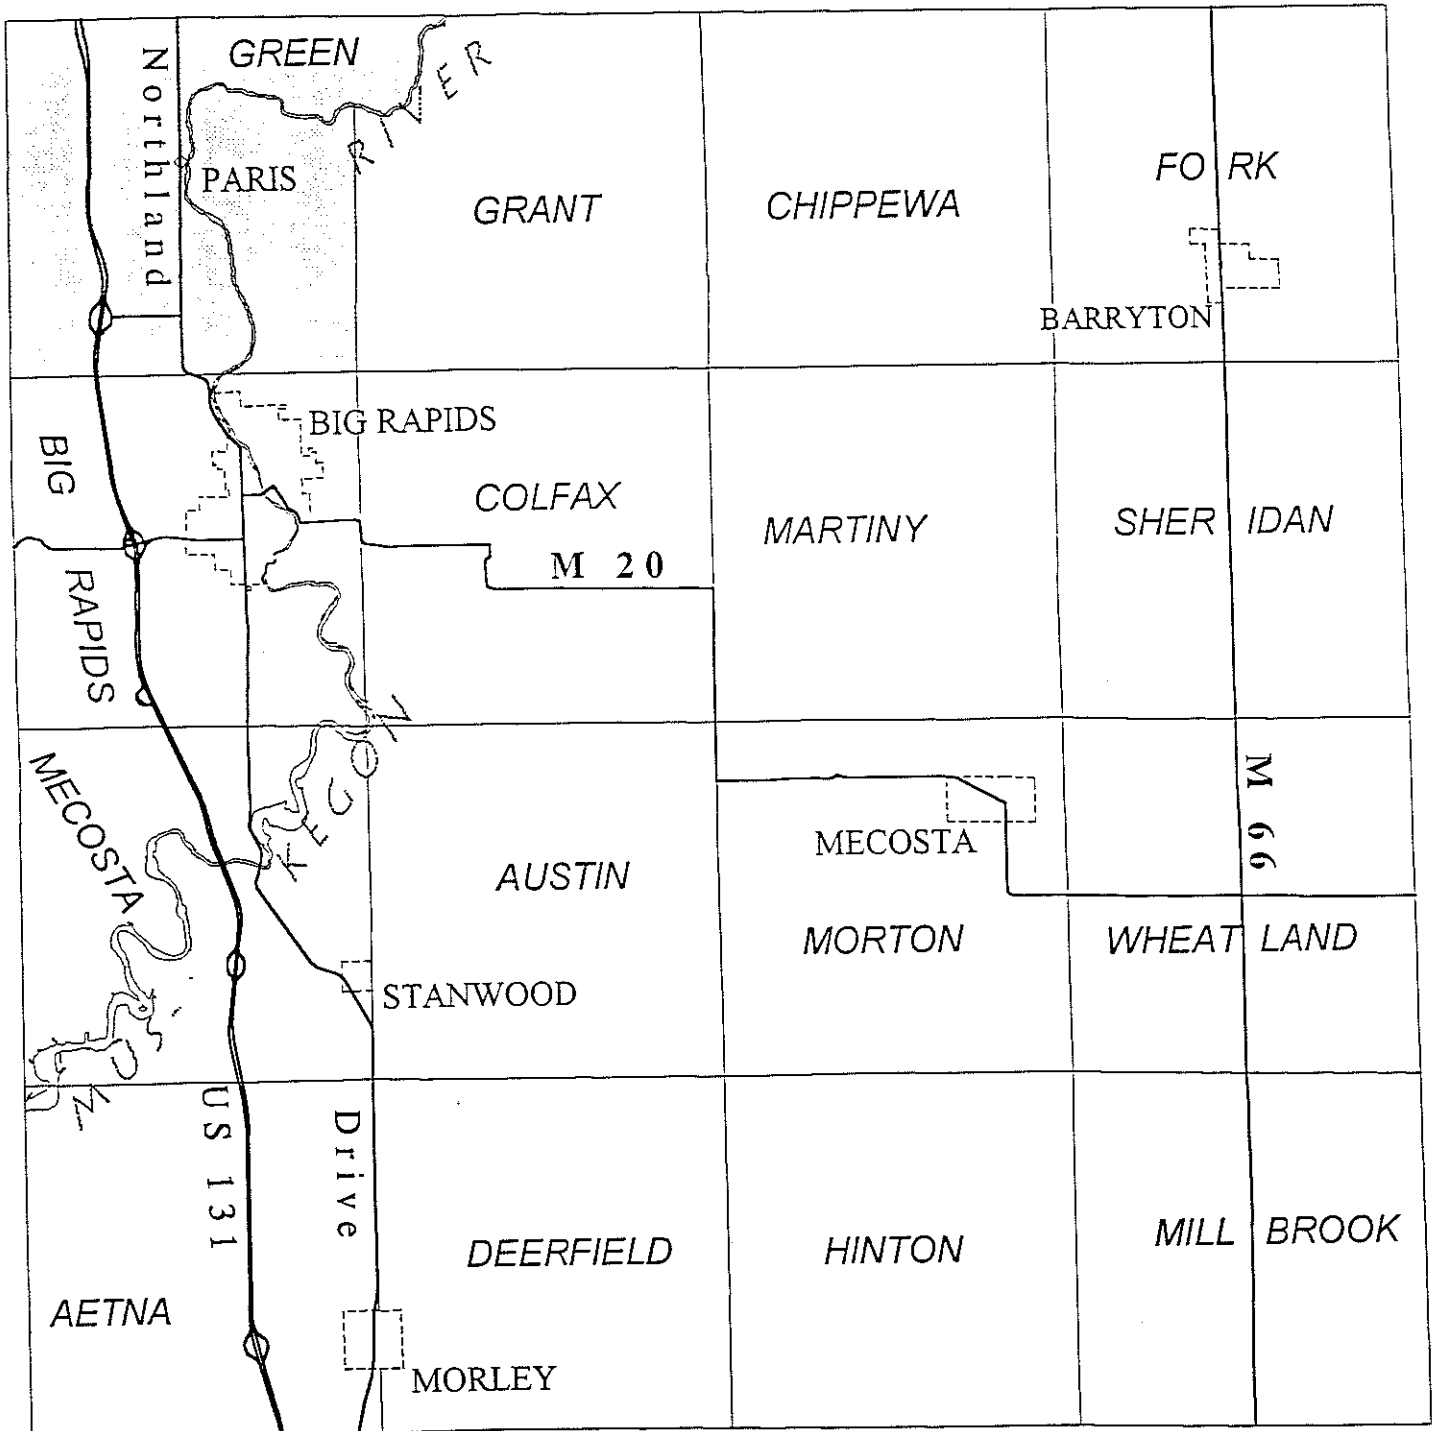 Northland
GREEN
RIVER
PARIS
GRANT
CHIPPEWA
FO RK
BARRYTON
BIG RAPIDS
BIG
RAPIDS
COLFAX
M 20
MARTINY
SHER IDAN
MECOSTA
AUSTIN
MECOSTA
MORTON
M 66
WHEAT LAND
STANWOOD
US 131
Drive
DEERFIELD
HINTON
MILL BROOK
AETNA
MORLEY